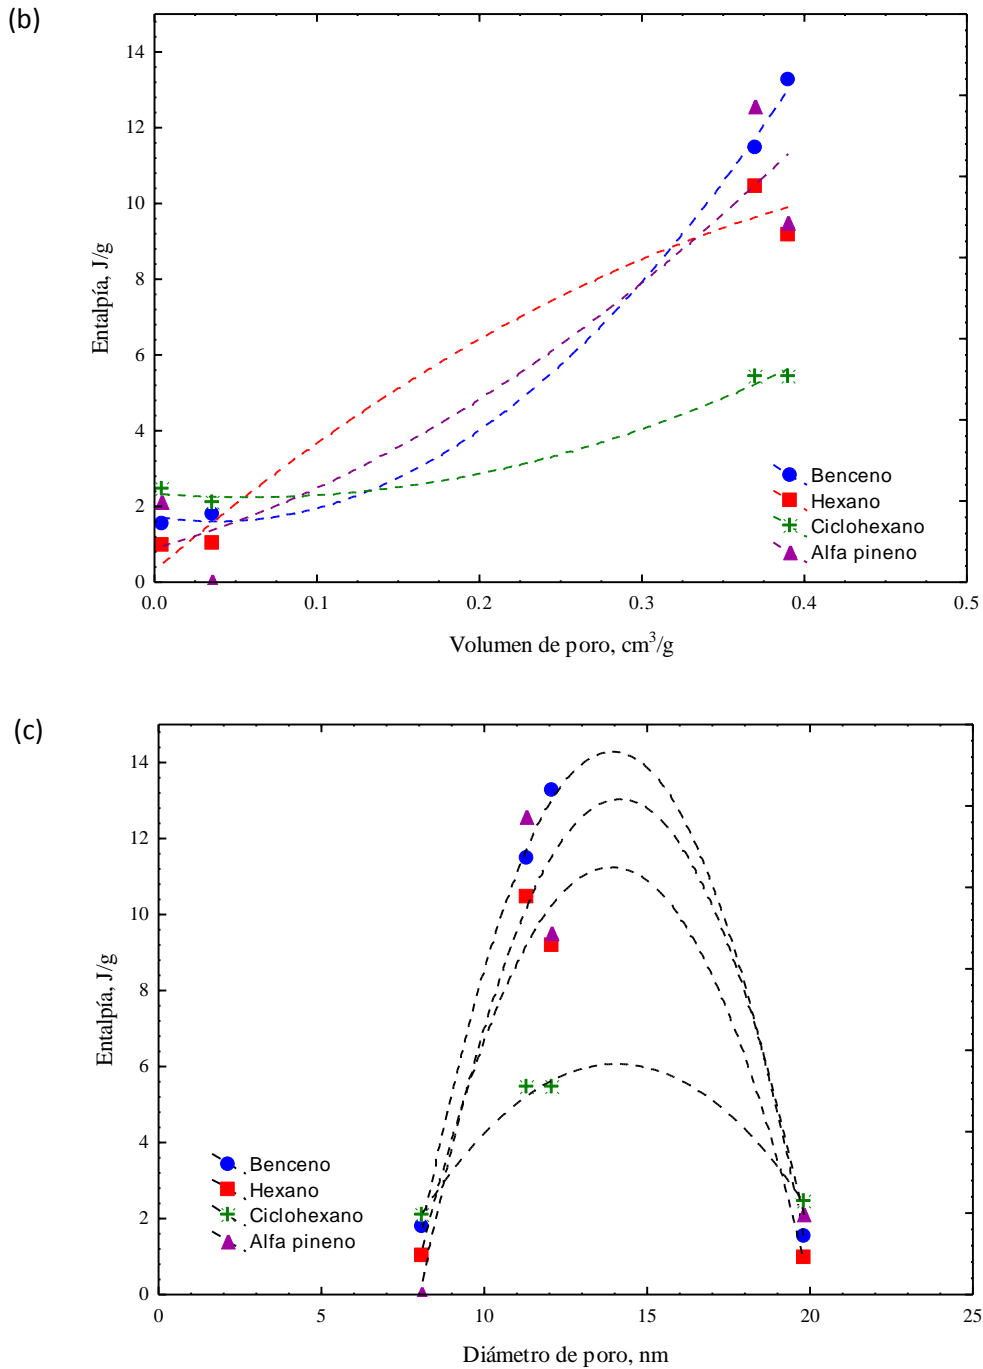 (b)
14
12
10
8
6
4
2
0
Entalpía, J/g
Benceno
Hexano
Ciclohexano
Alfa pineno
0.0 0.1 0.2 0.3 0.4 0.5
Volumen de poro, cm³/g
(c)
14
12
10
8
6
4
2
0
Entalpía, J/g
Benceno
Hexano
Ciclohexano
Alfa pineno
0 5 10 15 20 25
Diámetro de poro, nm